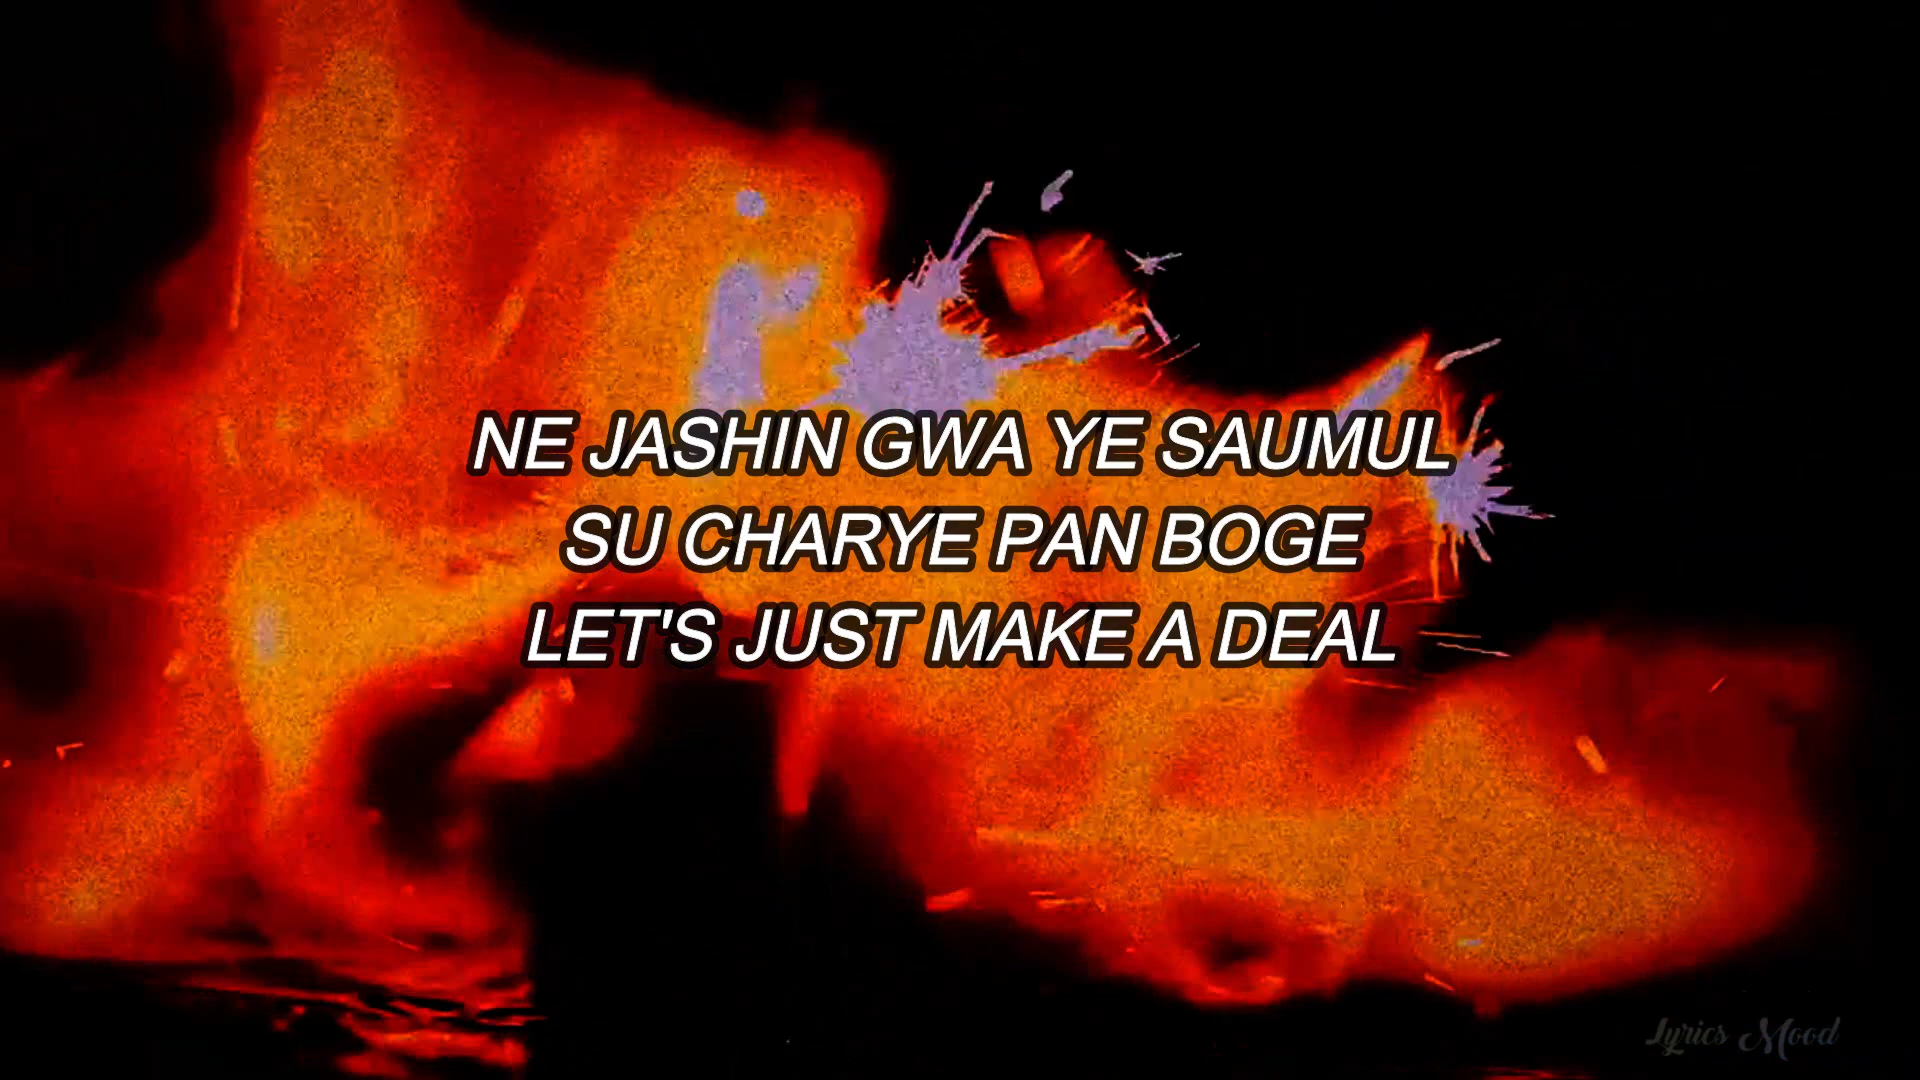 NE JASHIN GWA YE SAUMUL
SU CHARYE PAN BOGE
LET'S JUST MAKE A DEAL
Lyrics Mood